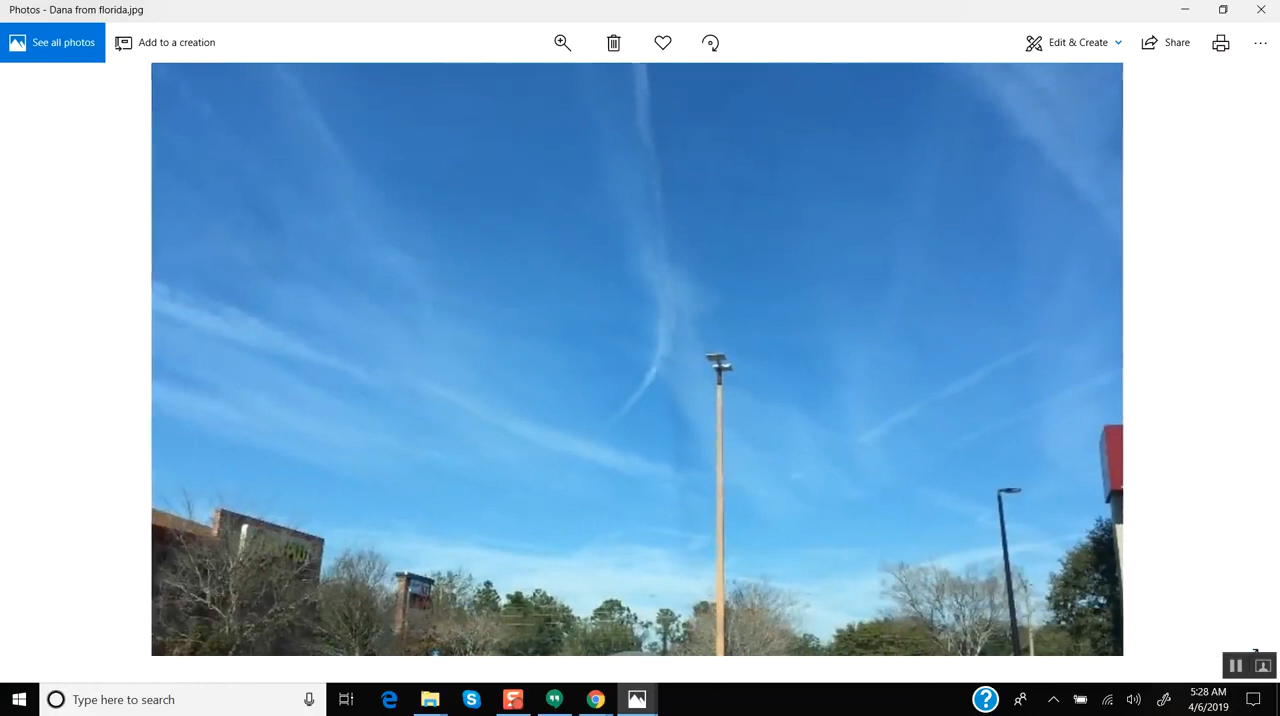 Photos - Dana from florida.jpg
See all photos
Add to a creation
Edit & Create
Share
Type here to search
5:28 AM
4/6/2019